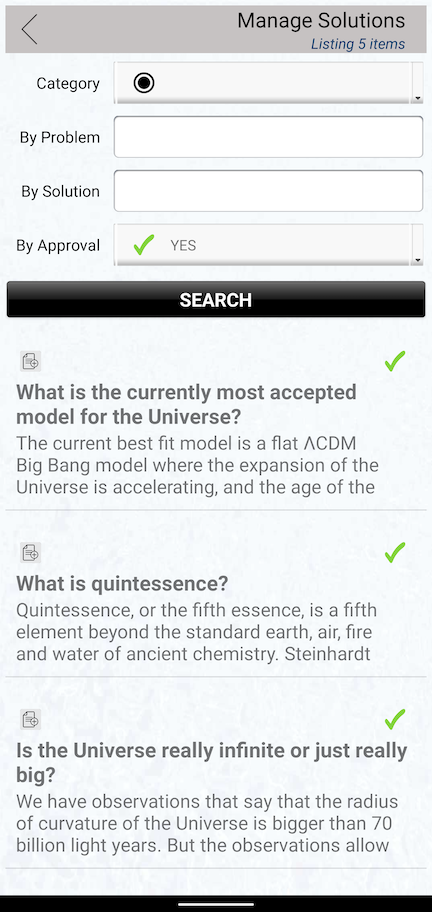 Manage Solutions
Listing 5 items
Category
By Problem
By Solution
By Approval
YES
SEARCH
What is the currently most accepted
model for the Universe?
The current best fit model is a flat ΛCDM
Big Bang model where the expansion of the
Universe is accelerating, and the age of the
What is quintessence?
Quintessence, or the fifth essence, is a fifth
element beyond the standard earth, air, fire
and water of ancient chemistry. Steinhardt
Is the Universe really infinite or just really
big?
We have observations that say that the radius
of curvature of the Universe is bigger than 70
billion light years. But the observations allow